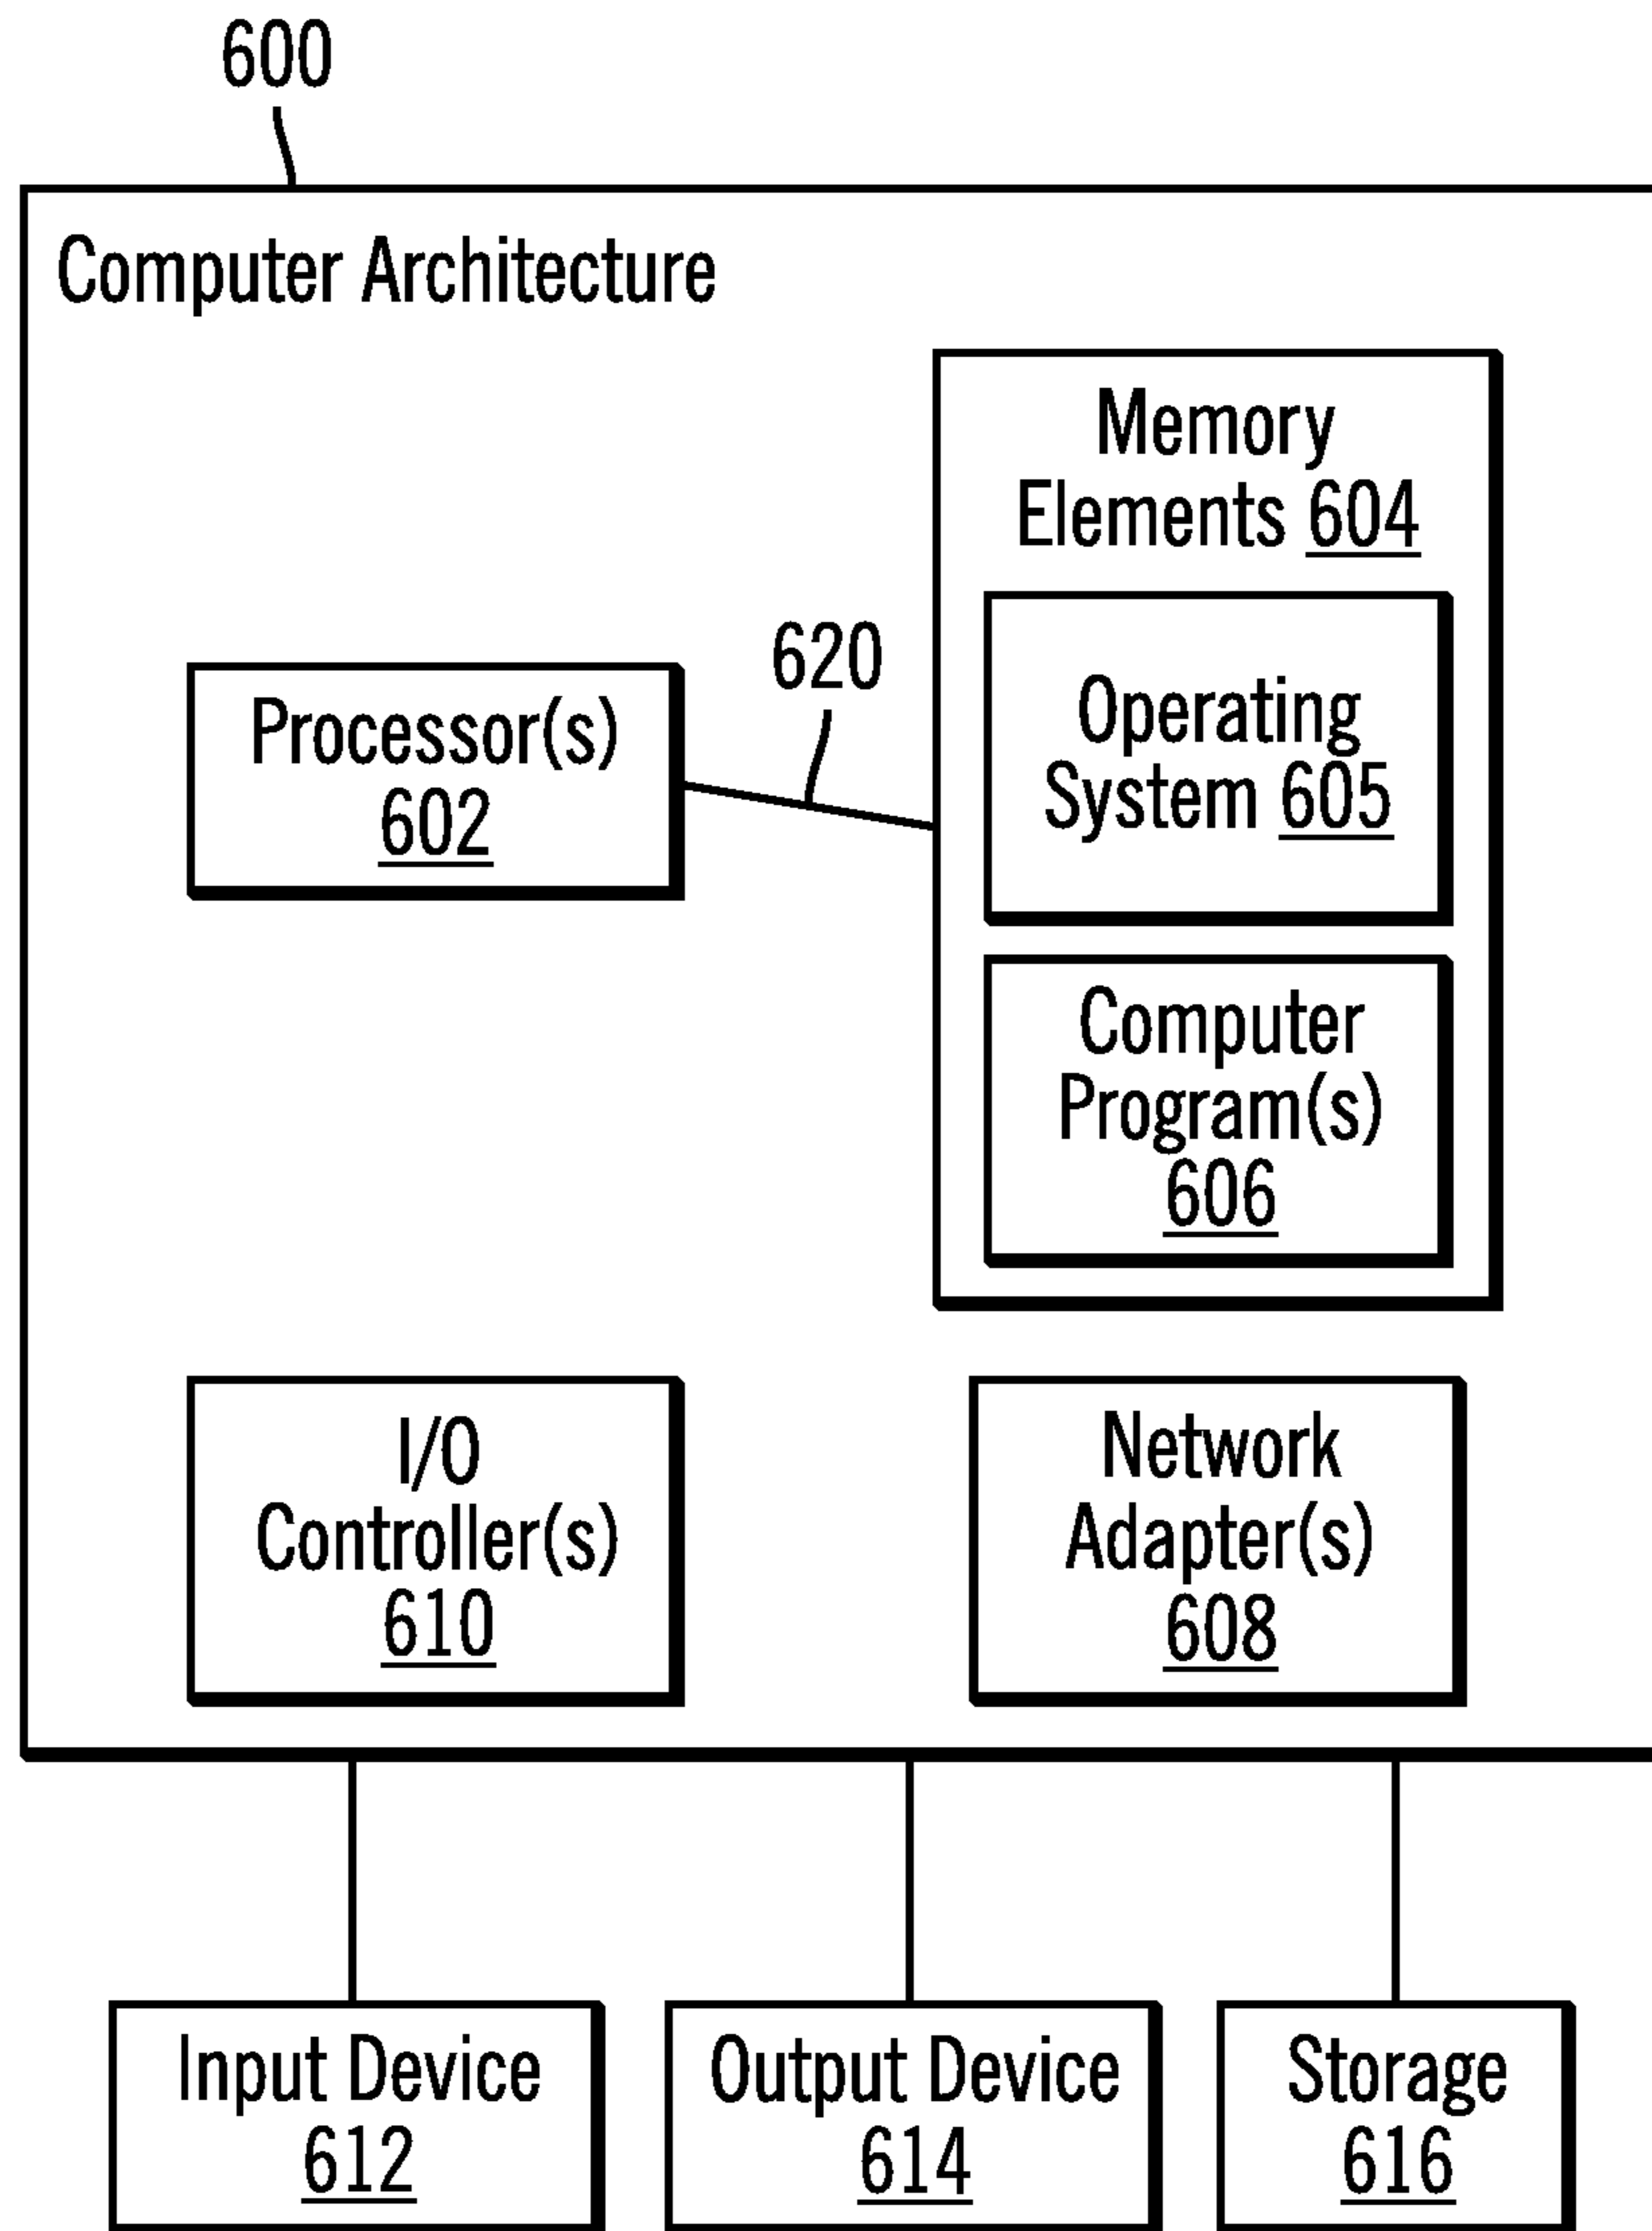 600
Computer Architecture
Memory
Elements 604
620
Operating
System 605
Processor(s)
602
Computer
Program(s)
606
I/O
Controller(s)
610
Network
Adapter(s)
608
Input Device
612
Output Device
614
Storage
616